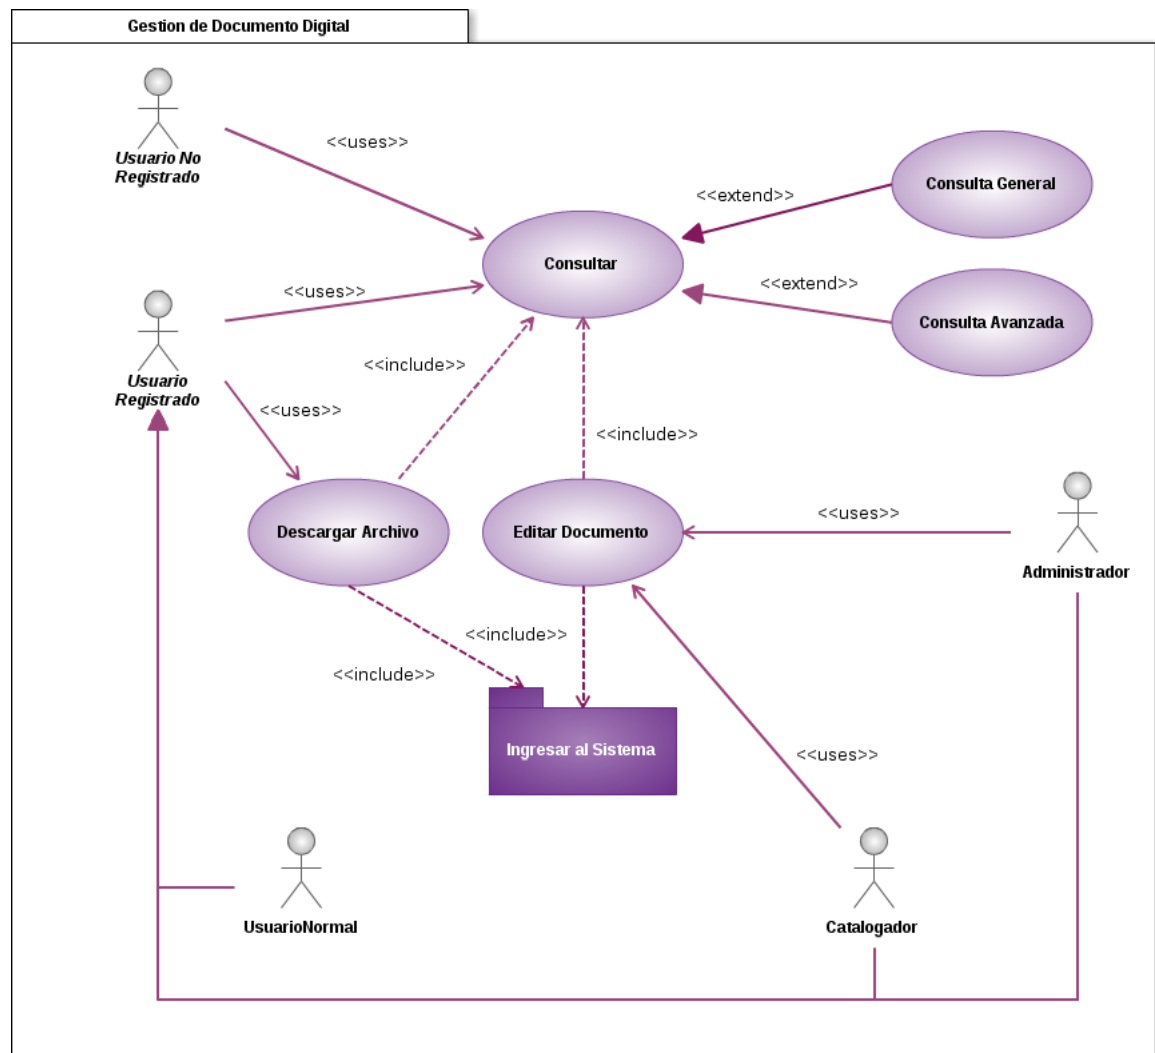 Gestion de Documento Digital
<<uses>>
Usuario No
Registrado
Consulta General
<<extend>>
Consultar
<<uses>>
<<extend>>
Consulta Avanzada
<<include>>
Usuario
Registrado
<<uses>>
<<include>>
<<uses>>
Descargar Archivo
Editar Documento
Administrador
<<include>>
<<include>>
Ingresar al Sistema
<<uses>>
UsuarioNormal
Catalogador